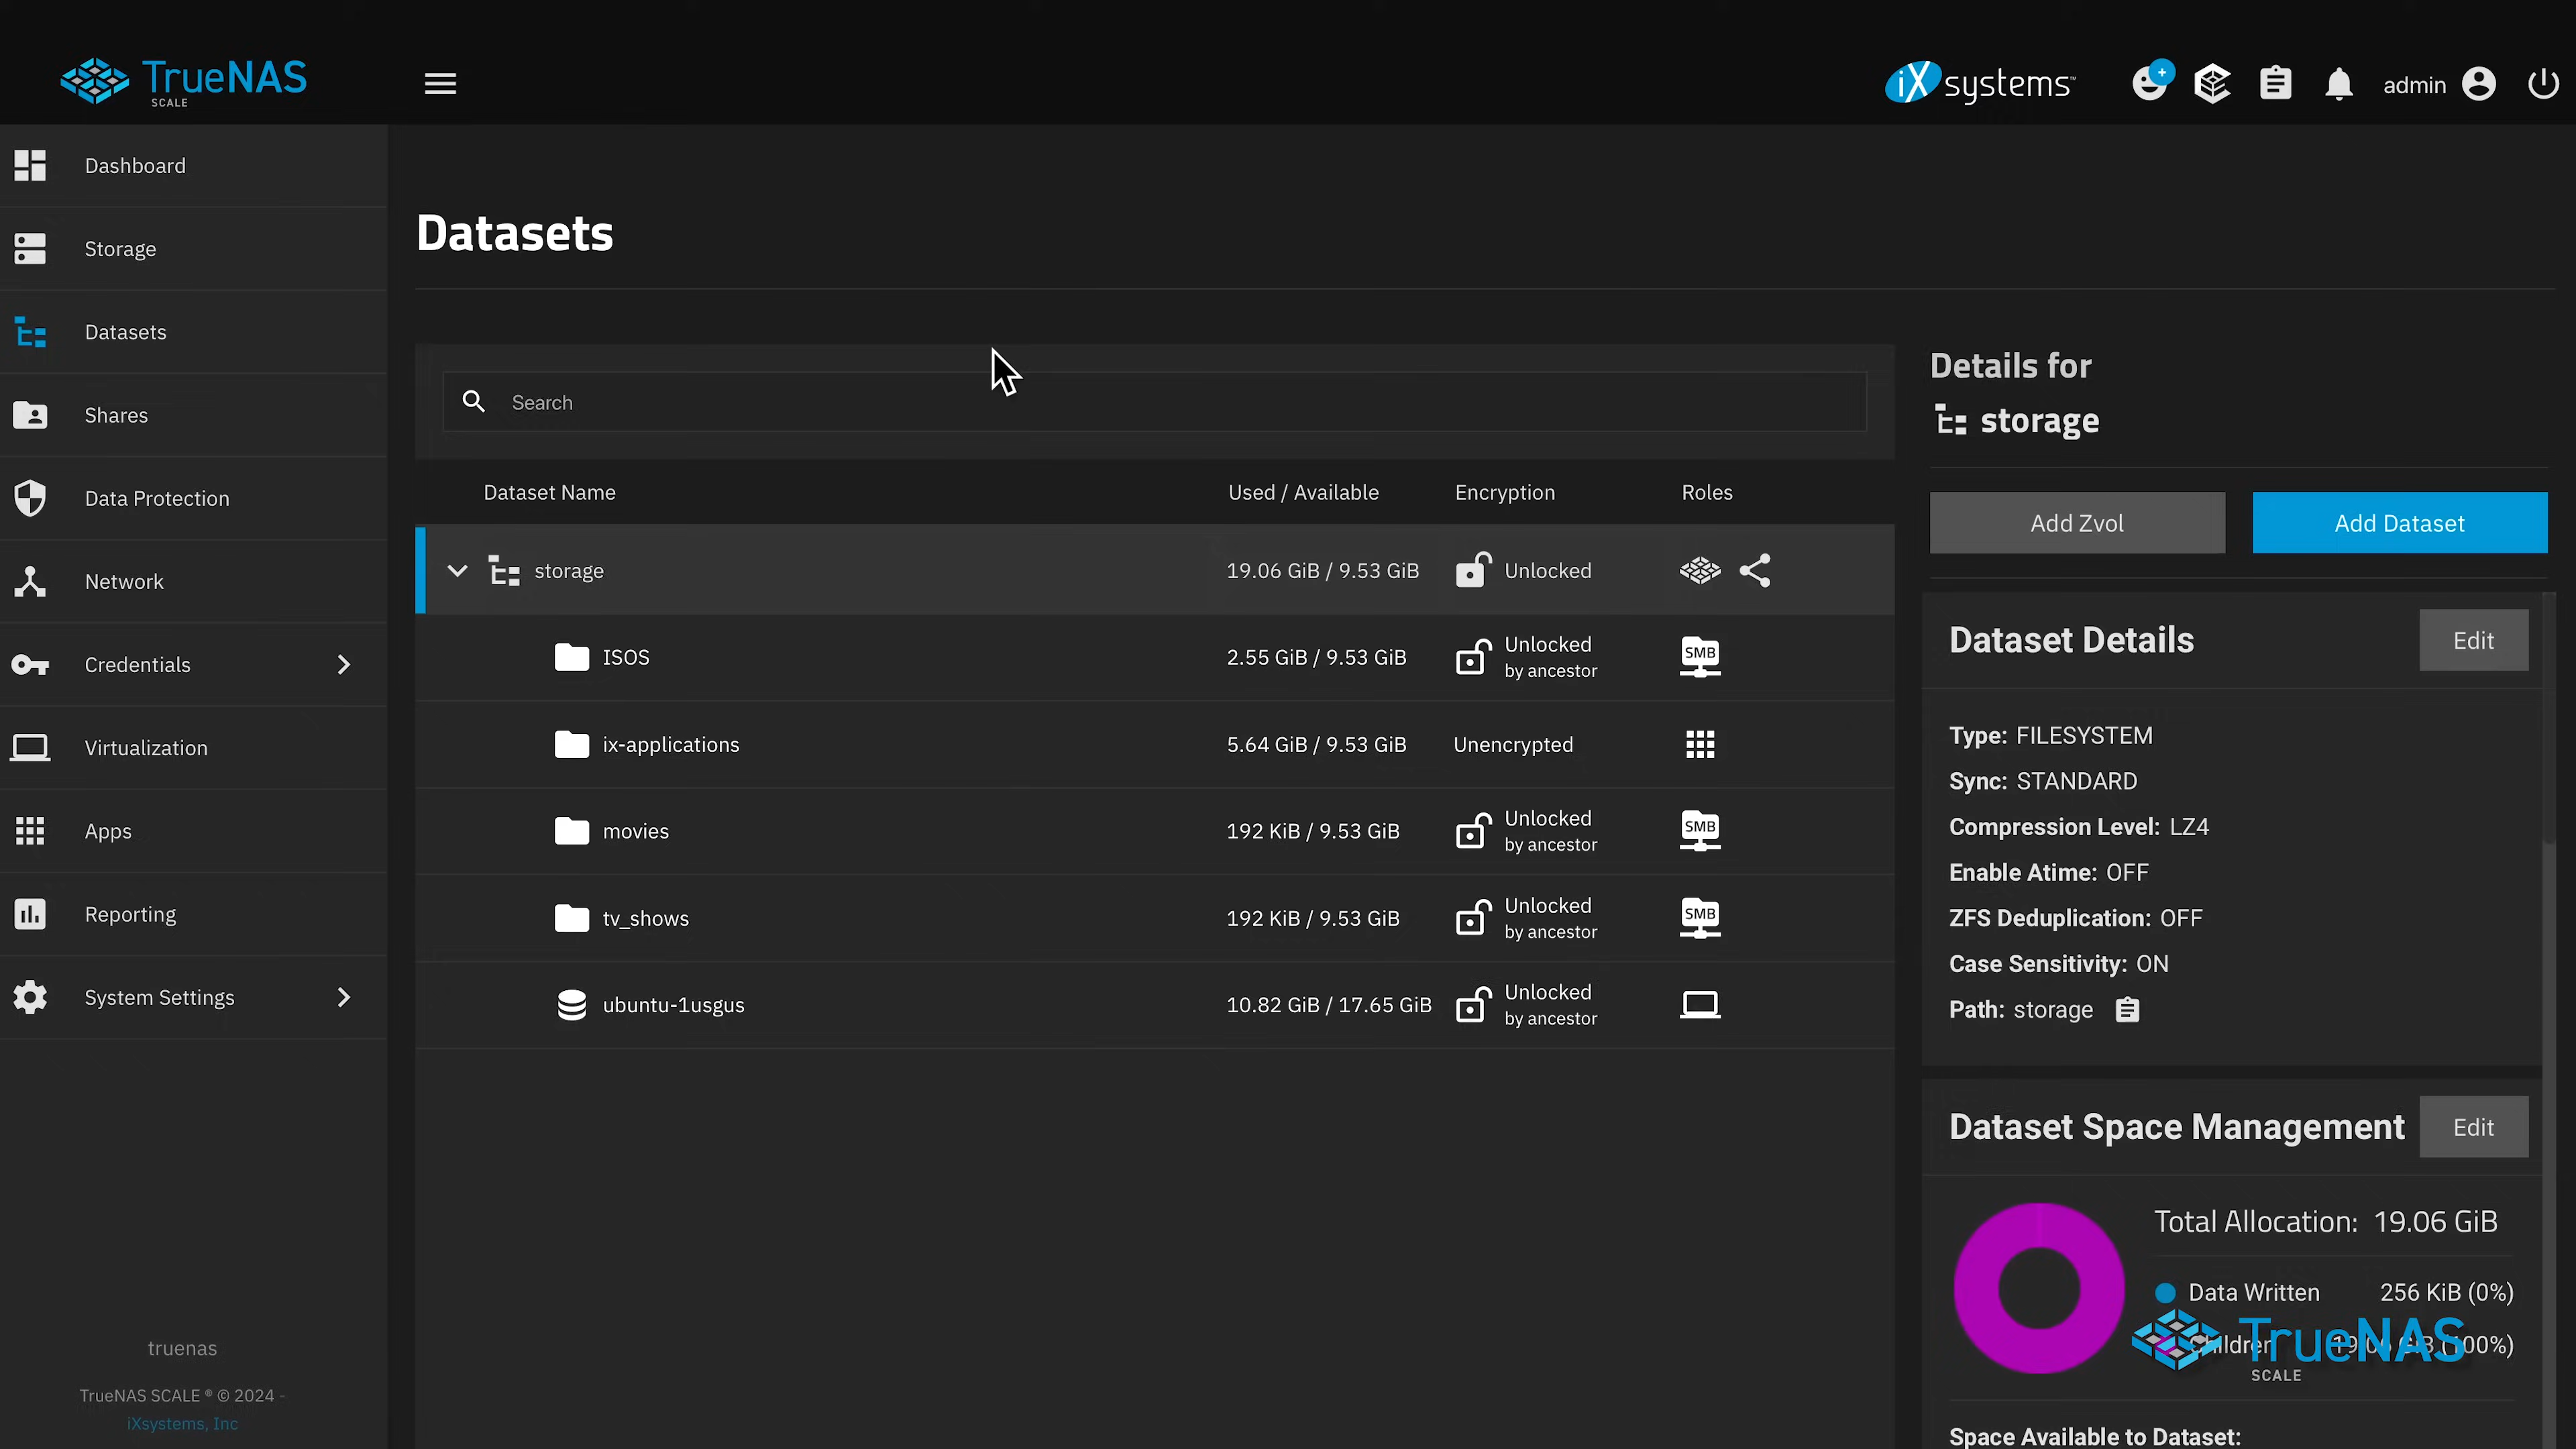 TrueNAS
SCALE
iX systems™
+
admin
Dashboard
Storage
Datasets
Shares
Data Protection
Network
Credentials
Virtualization
Apps
Reporting
System Settings
truenas
TrueNAS SCALE ® © 2024 -
iXsystems, Inc
Datasets
Search
Dataset Name Used / Available Encryption Roles
storage 19.06 GiB / 9.53 GiB Unlocked
ISOS 2.55 GiB / 9.53 GiB Unlocked
by ancestor
SMB
ix-applications 5.64 GiB / 9.53 GiB Unencrypted
movies 192 KiB / 9.53 GiB Unlocked
by ancestor
SMB
tv_shows 192 KiB / 9.53 GiB Unlocked
by ancestor
SMB
ubuntu-1usgus 10.82 GiB / 17.65 GiB Unlocked
by ancestor
Details for
storage
Add Zvol Add Dataset
Dataset Details Edit
Type: FILESYSTEM
Sync: STANDARD
Compression Level: LZ4
Enable Atime: OFF
ZFS Deduplication: OFF
Case Sensitivity: ON
Path: storage
Dataset Space Management Edit
Total Allocation: 19.06 GiB
Data Written 256 KiB (0%)
Children 19.06 GiB (100%)
TrueNAS
SCALE
Space Available to Dataset: